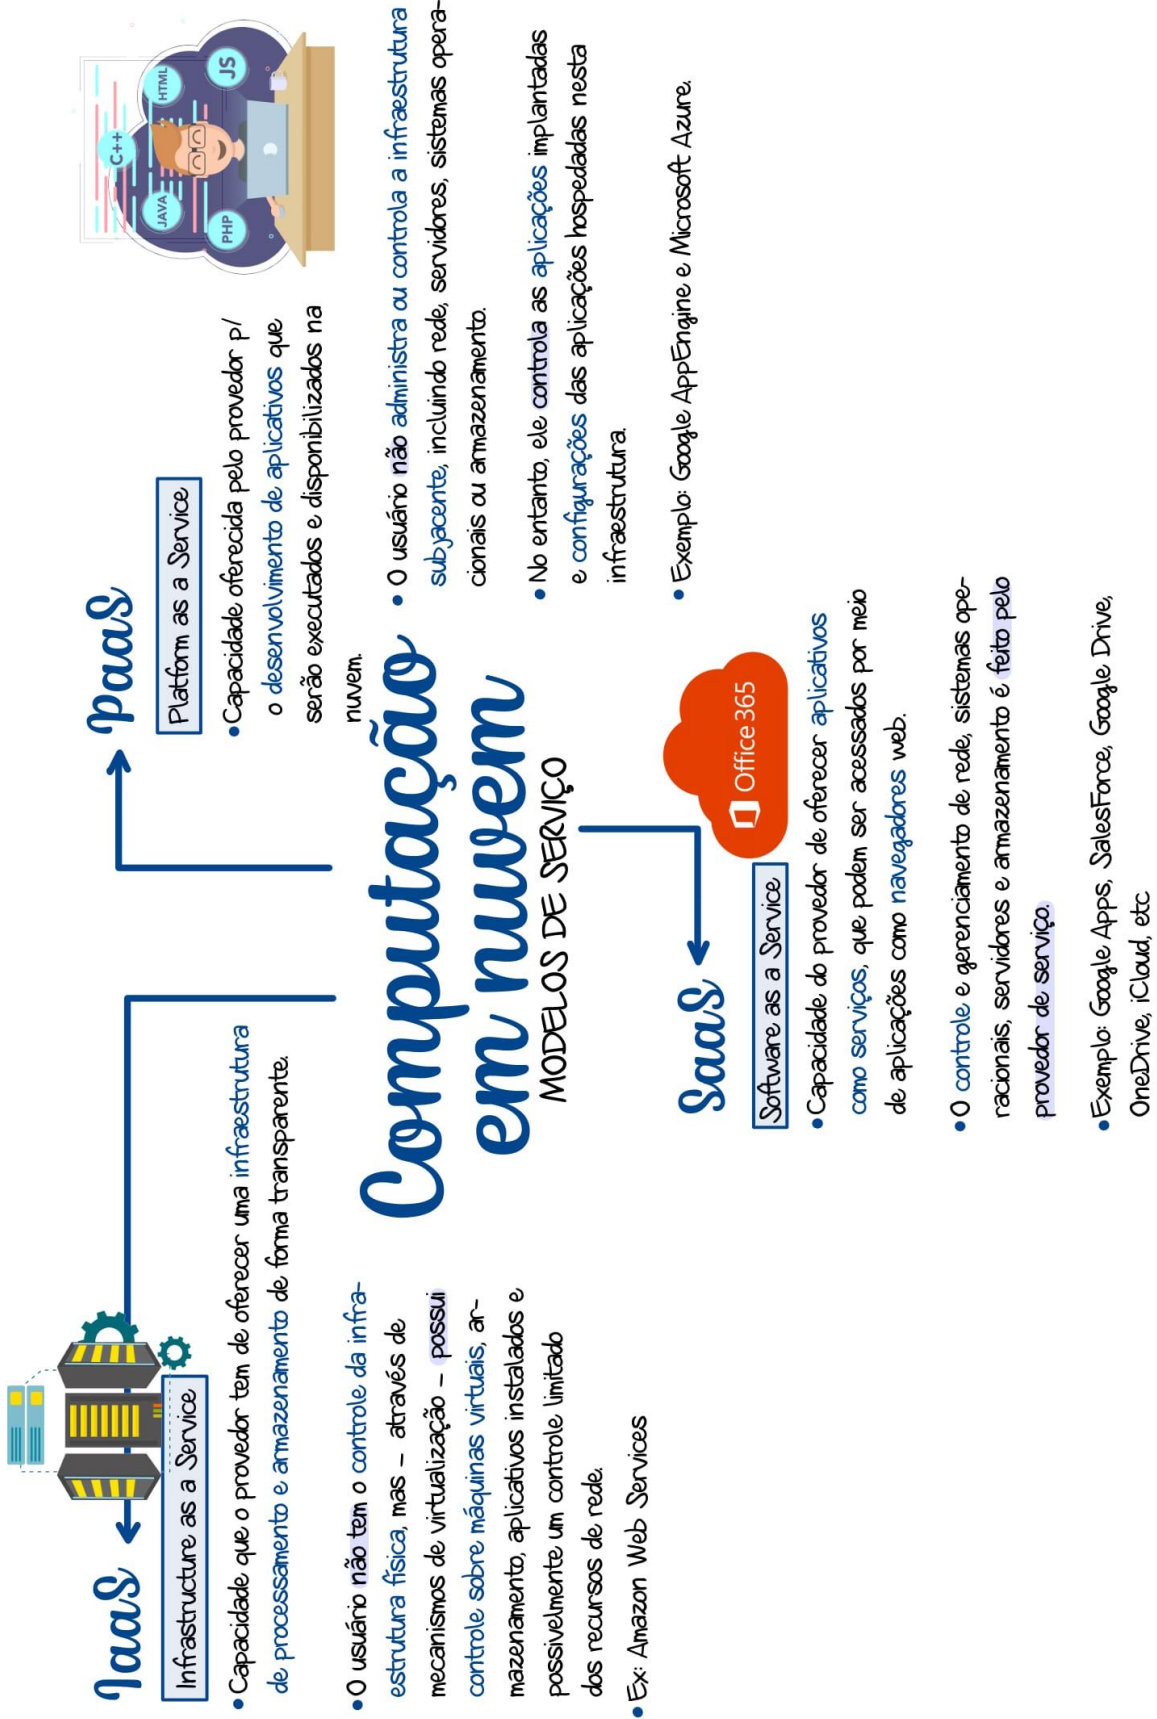 IaaS
Infrastructure as a Service
•Capacidade que o provedor tem de oferecer uma infraestrutura
de processamento e armazenamento de forma transparente.
•O usuário não tem o controle da infra-
estrutura física, mas - através de
mecanismos de virtualização - possui
controle sobre máquinas virtuais, ar-
mazenamento, aplicativos instalados e
possivelmente um controle limitado
dos recursos de rede.
•Ex: Amazon Web Services
Computação
em nuvem
MODELOS DE SERVIÇO
PaaS
Platform as a Service
•Capacidade oferecida pelo provedor p/
o desenvolvimento de aplicativos que
serão executados e disponibilizados na
nuvem.
C++
HTML
JAVA
JS
PHP
•O usuário não administra ou controla a infraestrutura
subjacente, incluindo rede, servidores, sistemas opera-
cionais ou armazenamento.
•No entanto, ele controla as aplicações implantadas
e configurações das aplicações hospedadas nesta
infraestrutura.
•Exemplo: Google AppEngine e Microsoft Azure.
SaaS
Software as a Service
Office 365
•Capacidade do provedor de oferecer aplicativos
como serviços, que podem ser acessados por meio
de aplicações como navegadores web.
•O controle e gerenciamento de rede, sistemas ope-
racionais, servidores e armazenamento é feito pelo
provedor de serviço.
•Exemplo: Google Apps, SalesForce, Google Drive,
OneDrive, iCloud, etc